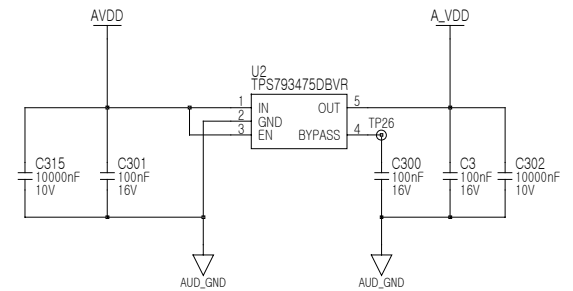 AVDD
A_VDD
U2
TPS793475DBVR
1 IN OUT 5
2 GND
3 EN BYPASS 4 TP26
C315
10000nF
10V
C301
100nF
16V
C300
100nF
16V
C3
100nF
16V
C302
10000nF
10V
AUD_GND
AUD_GND